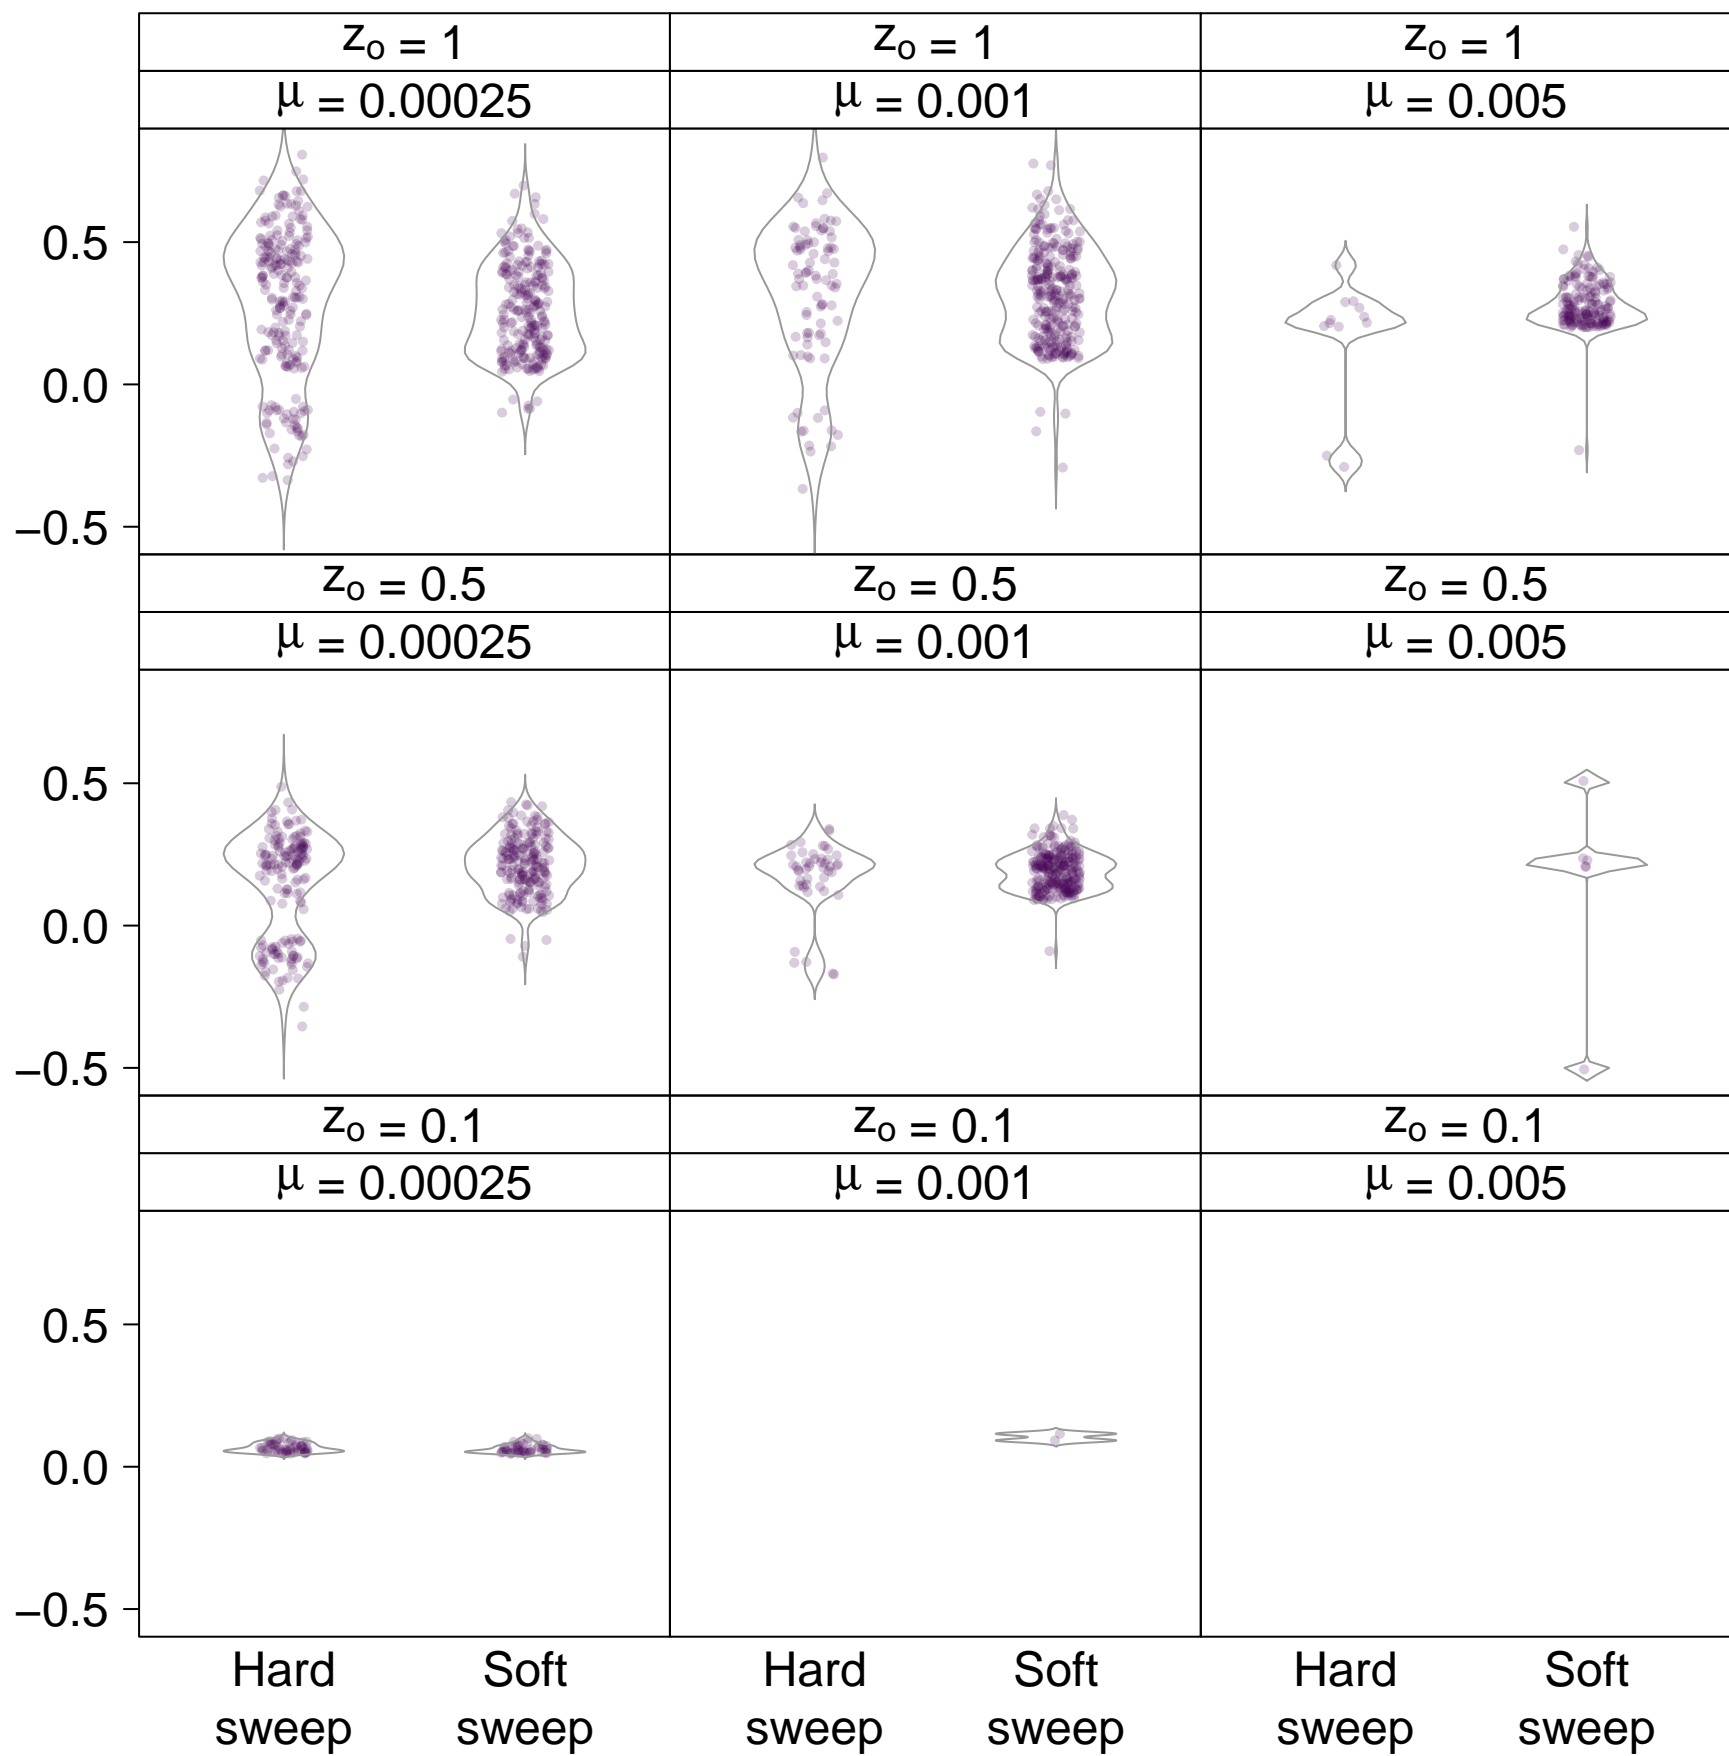 z₀ = 1 z₀ = 1 z₀ = 1
μ = 0.00025 μ = 0.001 μ = 0.005
0.5
0.0
−0.5
z₀ = 0.5 z₀ = 0.5 z₀ = 0.5
μ = 0.00025 μ = 0.001 μ = 0.005
0.5
0.0
−0.5
z₀ = 0.1 z₀ = 0.1 z₀ = 0.1
μ = 0.00025 μ = 0.001 μ = 0.005
0.5
0.0
−0.5
Hard Soft Hard Soft Hard Soft
sweep sweep sweep sweep sweep sweep